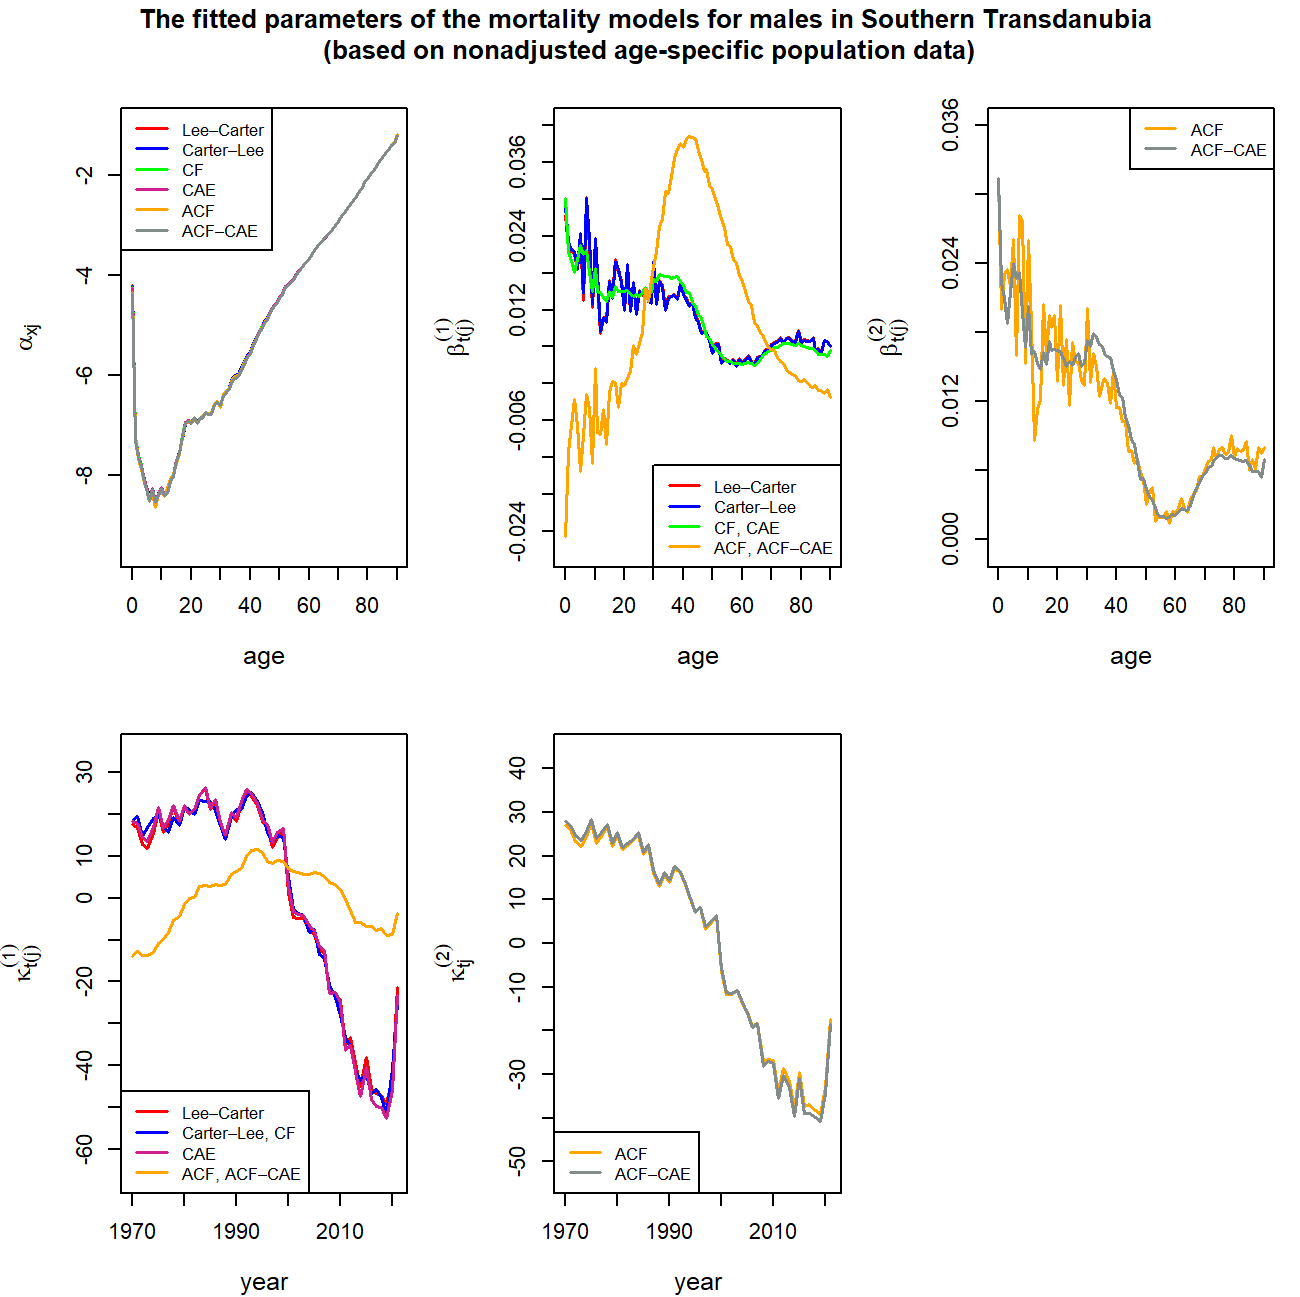 The fitted parameters of the mortality models for males in Southern Transdanubia
(based on nonadjusted age-specific population data)
αxj
-2
-4
-6
-8
Lee–Carter
Carter–Lee
CF
CAE
ACF
ACF–CAE
0 20 40 60 80
age
β(1)t(j)
0.036
0.024
0.012
-0.006
-0.024
Lee–Carter
Carter–Lee
CF, CAE
ACF, ACF–CAE
0 20 40 60 80
age
β(2)t(j)
0.036
0.024
0.012
0.000
ACF
ACF–CAE
0 20 40 60 80
age
κ(1)t(j)
30
10
0
-20
-40
-60
Lee–Carter
Carter–Lee, CF
CAE
ACF, ACF–CAE
1970 1990 2010
year
κ(2)tj
40
30
20
10
0
-10
-30
-50
ACF
ACF–CAE
1970 1990 2010
year